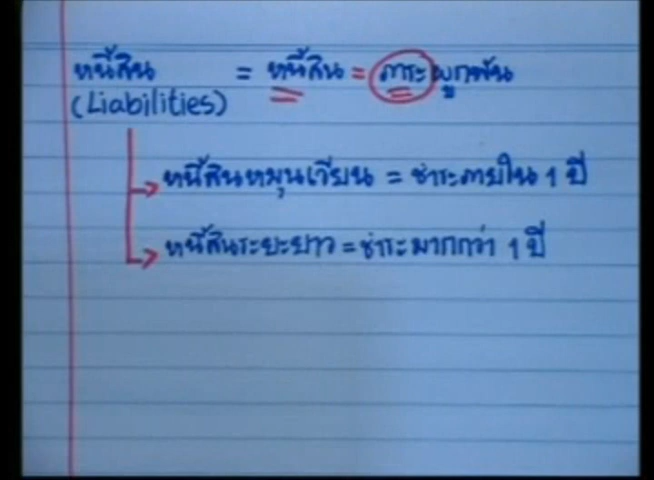 หนี้สิน = หนี้สิน = ภาระผูกพัน
(Liabilities)
หนี้สินหมุนเวียน = ชำระภายใน 1 ปี
หนี้สินระยะยาว = ชำระมากกว่า 1 ปี